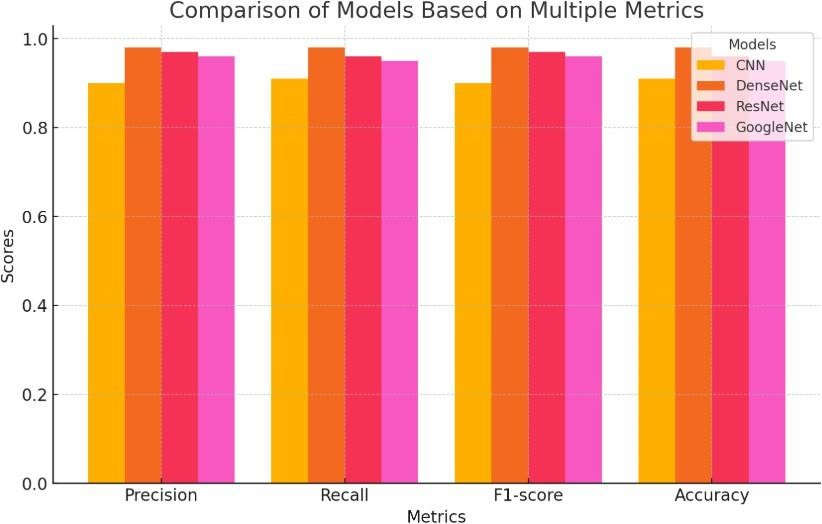 Comparison of Models Based on Multiple Metrics
Models
CNN
DenseNet
ResNet
GoogleNet
Scores
1.0
0.8
0.6
0.4
0.2
0.0
Precision Recall F1-score Accuracy
Metrics